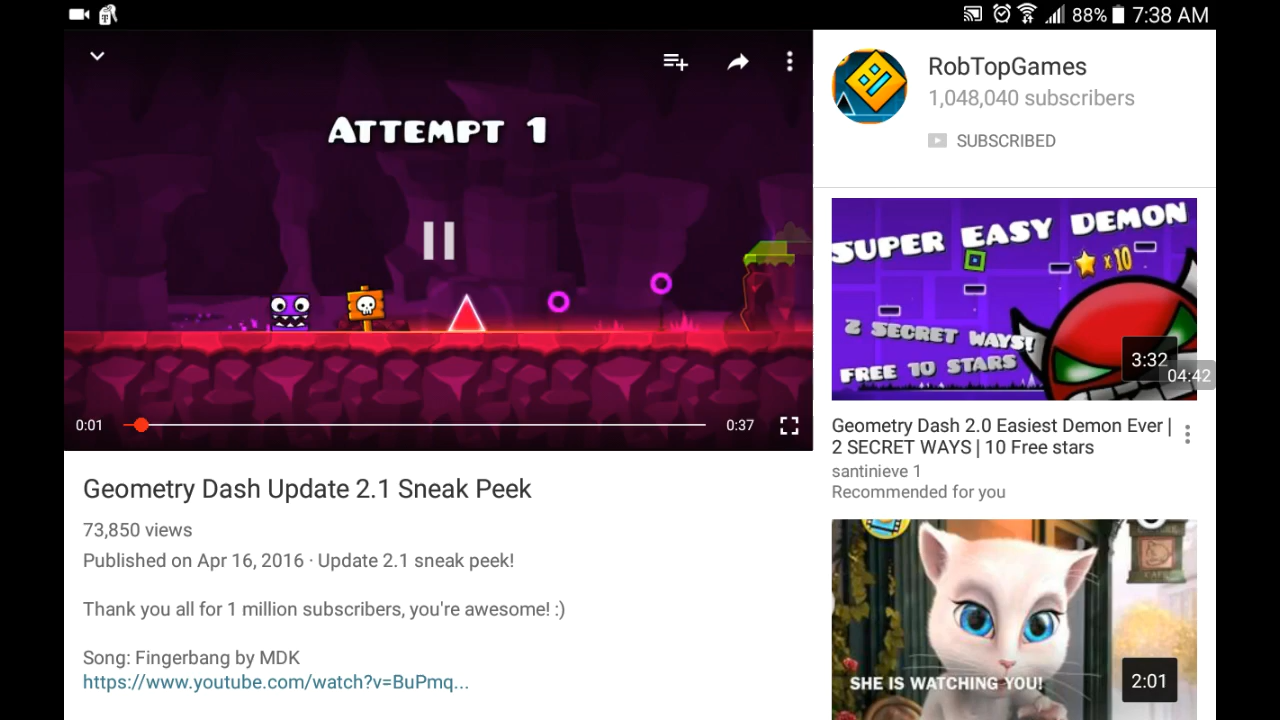 88% 7:38 AM
ATTEMPT 1
0:01
0:37
Geometry Dash Update 2.1 Sneak Peek
73,850 views
Published on Apr 16, 2016 · Update 2.1 sneak peek!
Thank you all for 1 million subscribers, you're awesome! :)
Song: Fingerbang by MDK
https://www.youtube.com/watch?v=BuPmq...
RobTopGames
1,048,040 subscribers
SUBSCRIBED
SUPER EASY DEMON
x10
2 SECRET WAYS!
FREE 10 STARS
3:32
04:42
Geometry Dash 2.0 Easiest Demon Ever |
2 SECRET WAYS | 10 Free stars
santinieve 1
Recommended for you
SHE IS WATCHING YOU!
2:01